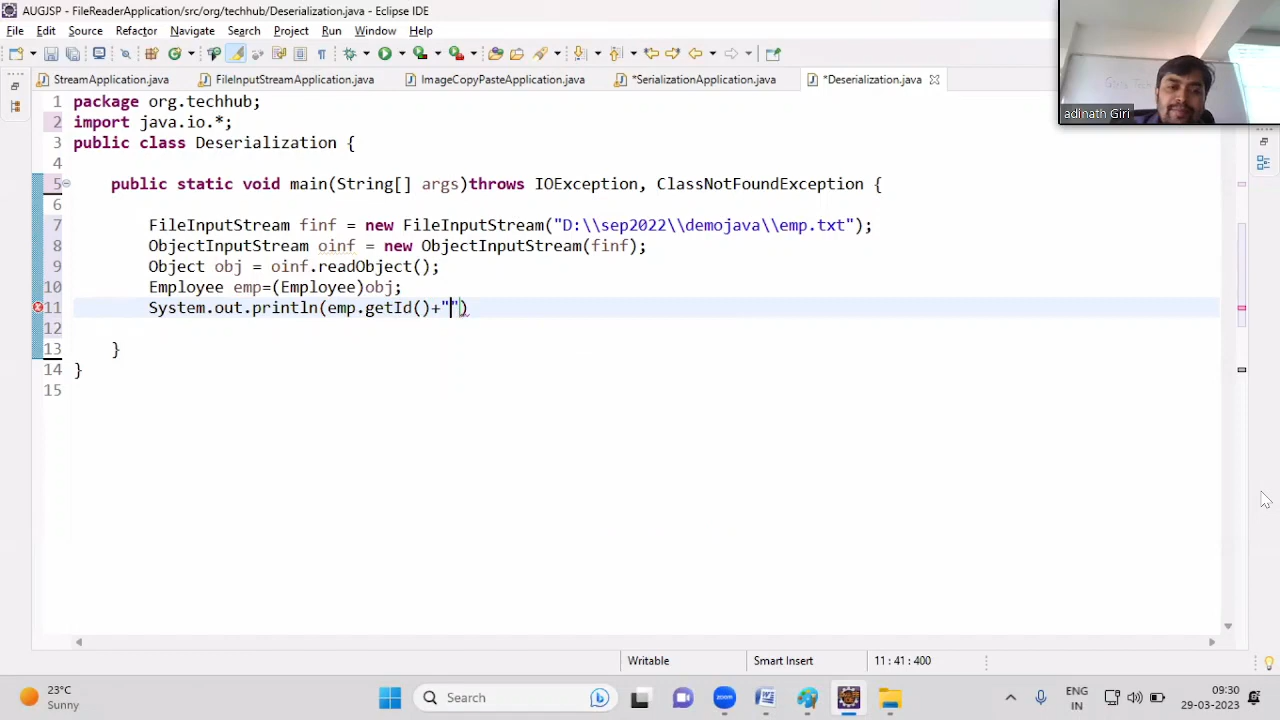 AUGJSP - FileReaderApplication/src/org/techhub/Deserialization.java - Eclipse IDE
File Edit Source Refactor Navigate Search Project Run Window Help
StreamApplication.java FileInputStreamApplication.java ImageCopyPasteApplication.java *SerializationApplication.java *Deserialization.java
adinath Giri
1 package org.techhub;
2 import java.io.*;
3 public class Deserialization {
4
5 public static void main(String[] args)throws IOException, ClassNotFoundException {
6
7 FileInputStream finf = new FileInputStream("D:\\sep2022\\demojava\\emp.txt");
8 ObjectInputStream oinf = new ObjectInputStream(finf);
9 Object obj = oinf.readObject();
10 Employee emp=(Employee)obj;
11 System.out.println(emp.getId()+"")
12
13 }
14 }
15
Writable Smart Insert 11 : 41 : 400
23°C
Sunny
Search
ENG
IN
09:30
29-03-2023